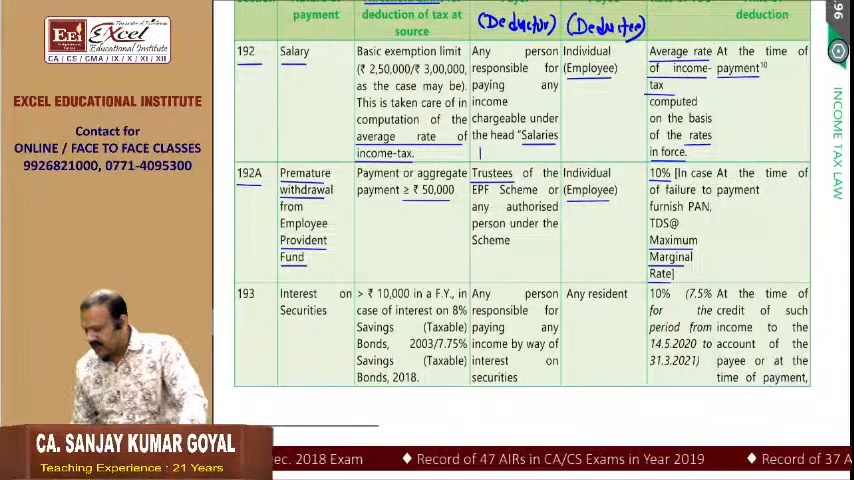 EEi
The name of Excellence
EXCEL
Educational Institute
CA | CS | CMA | IX | X | XI | XII
EXCEL EDUCATIONAL INSTITUTE
Contact for
ONLINE / FACE TO FACE CLASSES
9926821000, 0771-4095300
payment
deduction of tax at
source
(Deductor)
(Deductee)
deduction
192
Salary
Basic exemption limit
(₹ 2,50,000/₹ 3,00,000,
as the case may be).
This is taken care of in
computation of the
average rate of
income-tax.
Any person
responsible for
paying any
income
chargeable under
the head "Salaries
Individual
(Employee)
Average rate
of income-
tax
computed
on the basis
of the rates
in force.
At the time of
payment10
192A
Premature
withdrawal
from
Employee
Provident
Fund
Payment or aggregate
payment ≥ ₹ 50,000
Trustees of the
EPF Scheme or
any authorised
person under the
Scheme
Individual
(Employee)
10% [In case
of failure to
furnish PAN,
TDS@
Maximum
Marginal
Rate]
At the time of
payment
193
Interest on
Securities
> ₹ 10,000 in a F.Y., in
case of interest on 8%
Savings (Taxable)
Bonds, 2003/7.75%
Savings (Taxable)
Bonds, 2018.
Any person
responsible for
paying any
income by way of
interest on
securities
Any resident
10% (7.5%
for the
period from
14.5.2020 to
31.3.2021)
At the time of
credit of such
income to the
account of the
payee or at the
time of payment,
INCOME TAX LAW
CA. SANJAY KUMAR GOYAL
Teaching Experience : 21 Years
ec. 2018 Exam ♦ Record of 47 AIRs in CA/CS Exams in Year 2019 ♦ Record of 37 A